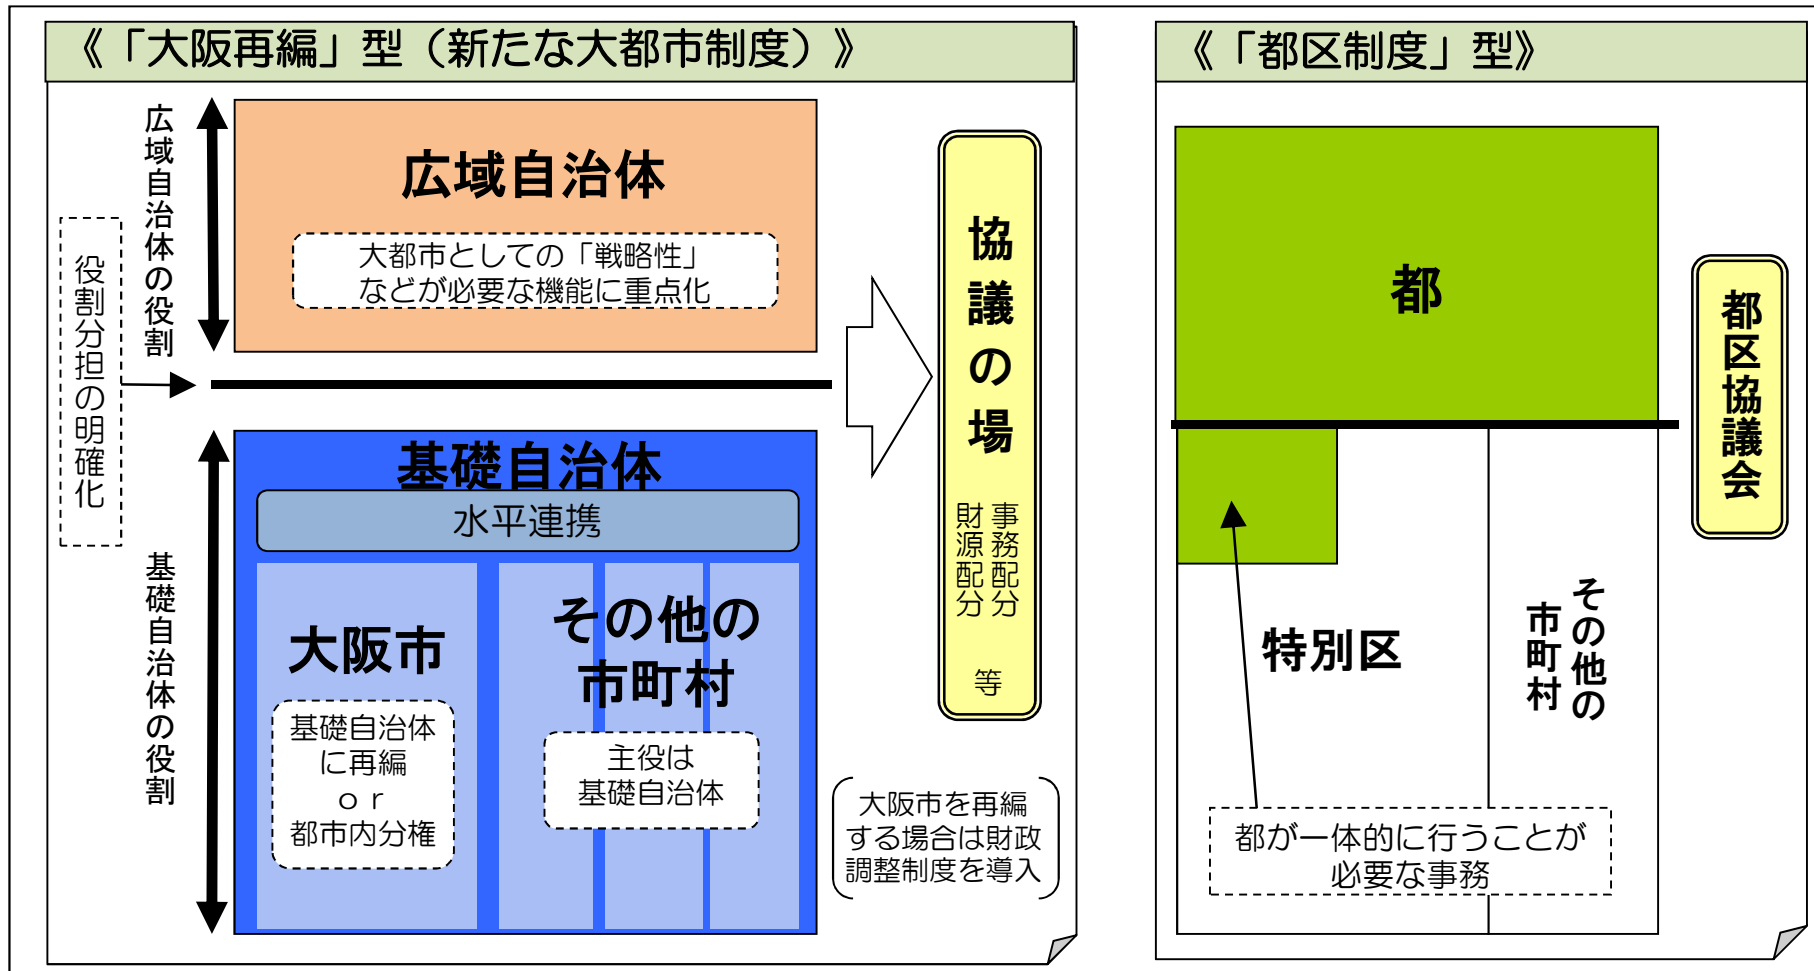 《「大阪再編」型（新たな大都市制度）》
広域自治体の役割
役割分担の明確化
基礎自治体の役割
広域自治体
大都市としての「戦略性」
などが必要な機能に重点化
基礎自治体
水平連携
大阪市
基礎自治体
に再編
ｏｒ
都市内分権
その他の
市町村
主役は
基礎自治体
協議の場
事務配分
財源配分
等
大阪市を再編
する場合は財政
調整制度を導入
《「都区制度」型》
都
特別区
その他の
市町村
都が一体的に行うことが
必要な事務
都区協議会